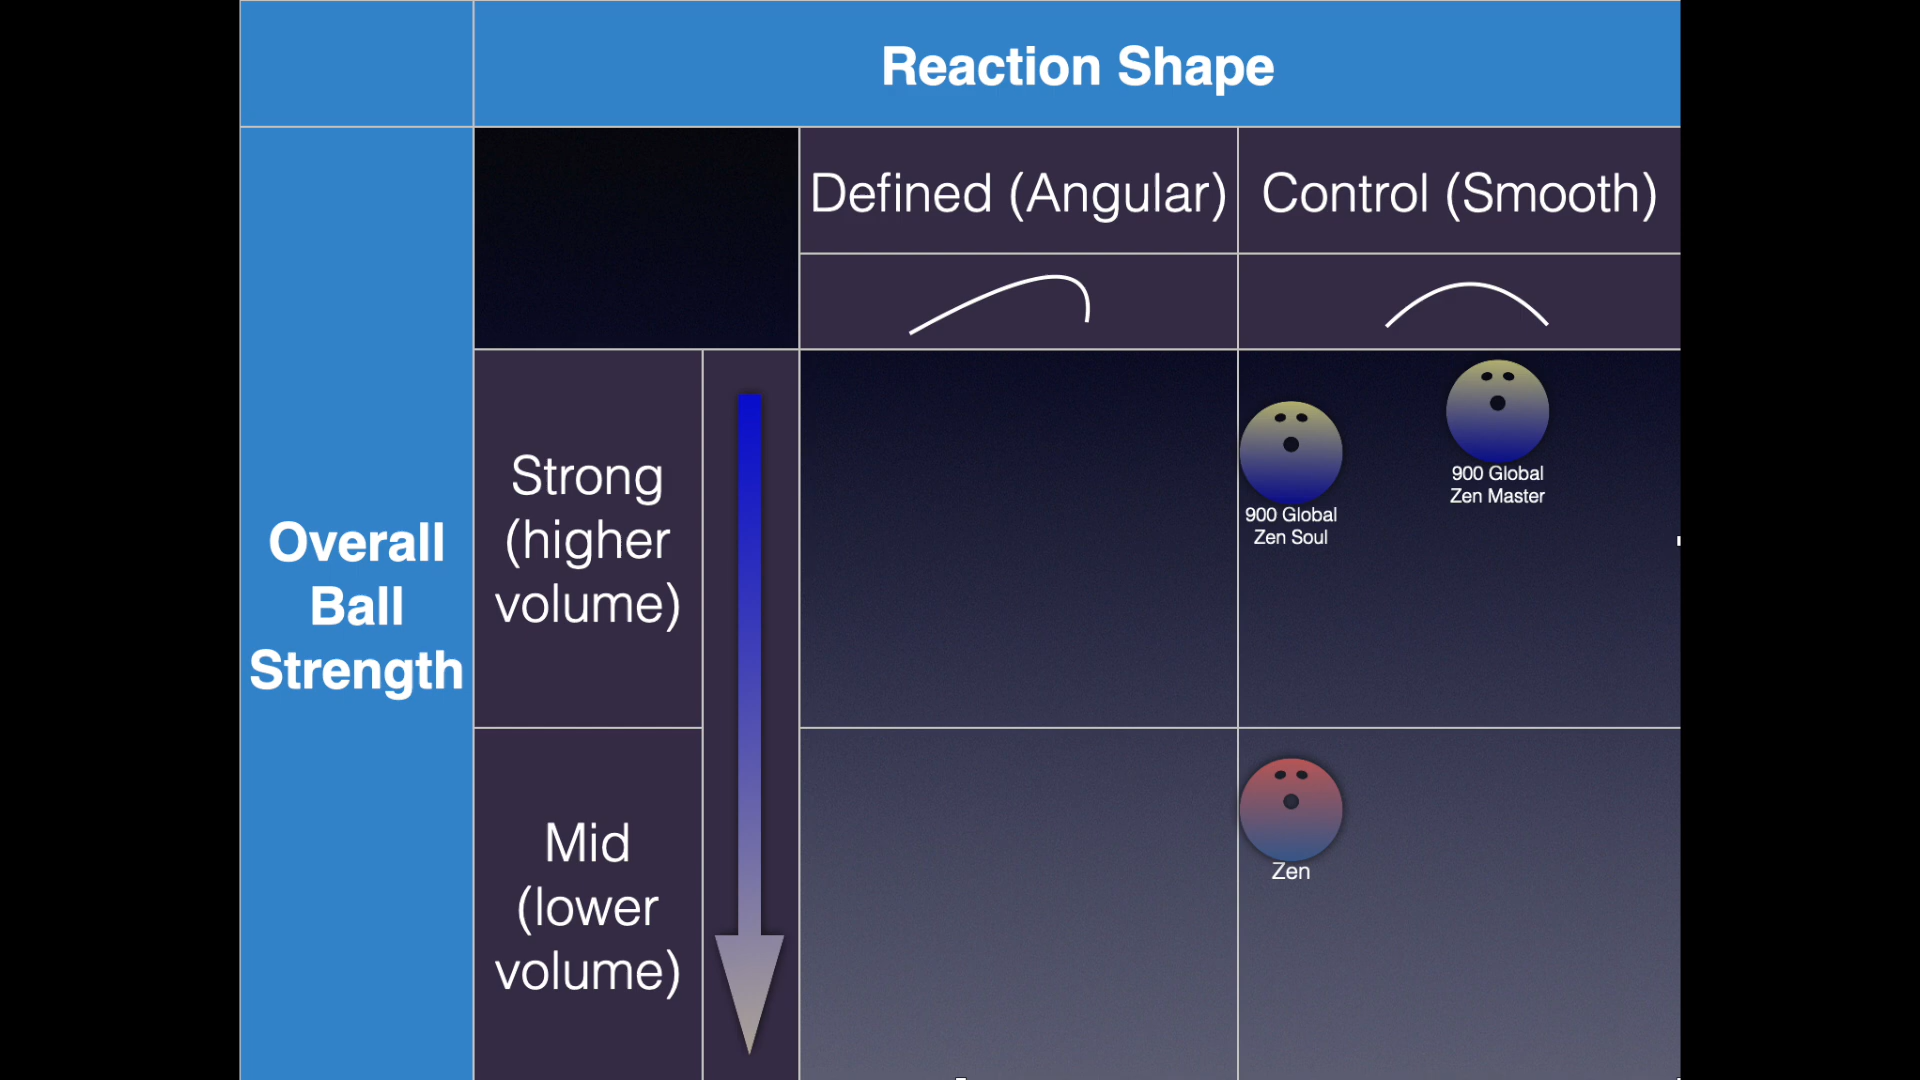 Reaction Shape
Defined (Angular)
Control (Smooth)
Overall
Ball
Strength
Strong
(higher
volume)
900 Global
Zen Soul
900 Global
Zen Master
Mid
(lower
volume)
Zen